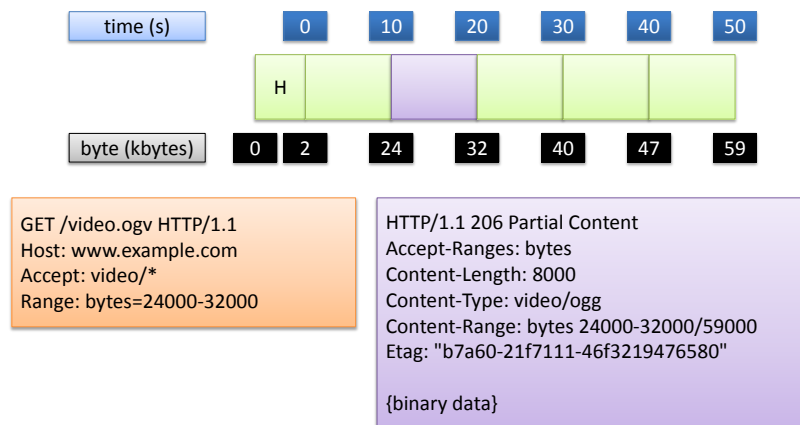 time (s) 0 10 20 30 40 50
H
byte (kbytes) 0 2 24 32 40 47 59
GET /video.ogv HTTP/1.1
Host: www.example.com
Accept: video/*
Range: bytes=24000-32000
HTTP/1.1 206 Partial Content
Accept-Ranges: bytes
Content-Length: 8000
Content-Type: video/ogg
Content-Range: bytes 24000-32000/59000
Etag: "b7a60-21f7111-46f3219476580"
{binary data}